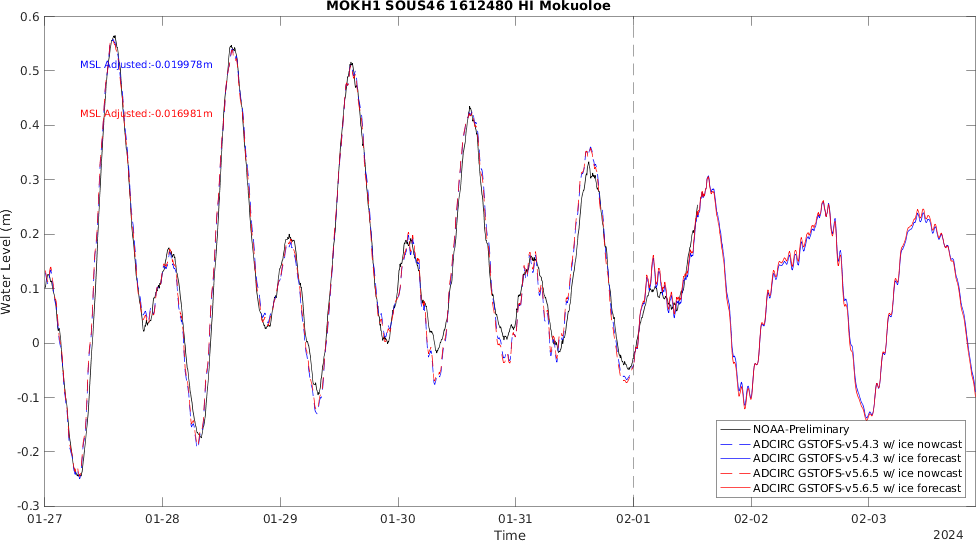 MOKH1 SOUS46 1612480 HI Mokuoloe
0.6
0.5
0.4
0.3
0.2
0.1
0
-0.1
-0.2
-0.3
Water Level (m)
MSL Adjusted:-0.019978m
MSL Adjusted:-0.016981m
NOAA-Preliminary
ADCIRC GSTOFS-v5.4.3 w/ ice nowcast
ADCIRC GSTOFS-v5.4.3 w/ ice forecast
ADCIRC GSTOFS-v5.6.5 w/ ice nowcast
ADCIRC GSTOFS-v5.6.5 w/ ice forecast
01-27 01-28 01-29 01-30 01-31 02-01 02-02 02-03
Time
2024